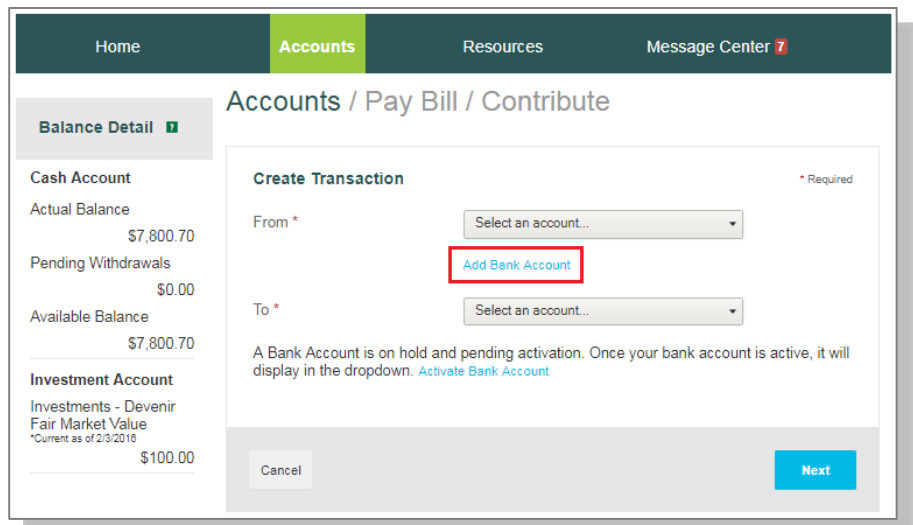 Home
Accounts
Resources
Message Center 7
Accounts / Pay Bill / Contribute
Balance Detail ?
Cash Account
Actual Balance
$7,800.70
Pending Withdrawals
$0.00
Available Balance
$7,800.70
Investment Account
Investments - Devenir
Fair Market Value
*Current as of 2/3/2016
$100.00
Create Transaction
* Required
From *
Select an account...
Add Bank Account
To *
Select an account...
A Bank Account is on hold and pending activation. Once your bank account is active, it will
display in the dropdown. Activate Bank Account
Cancel
Next